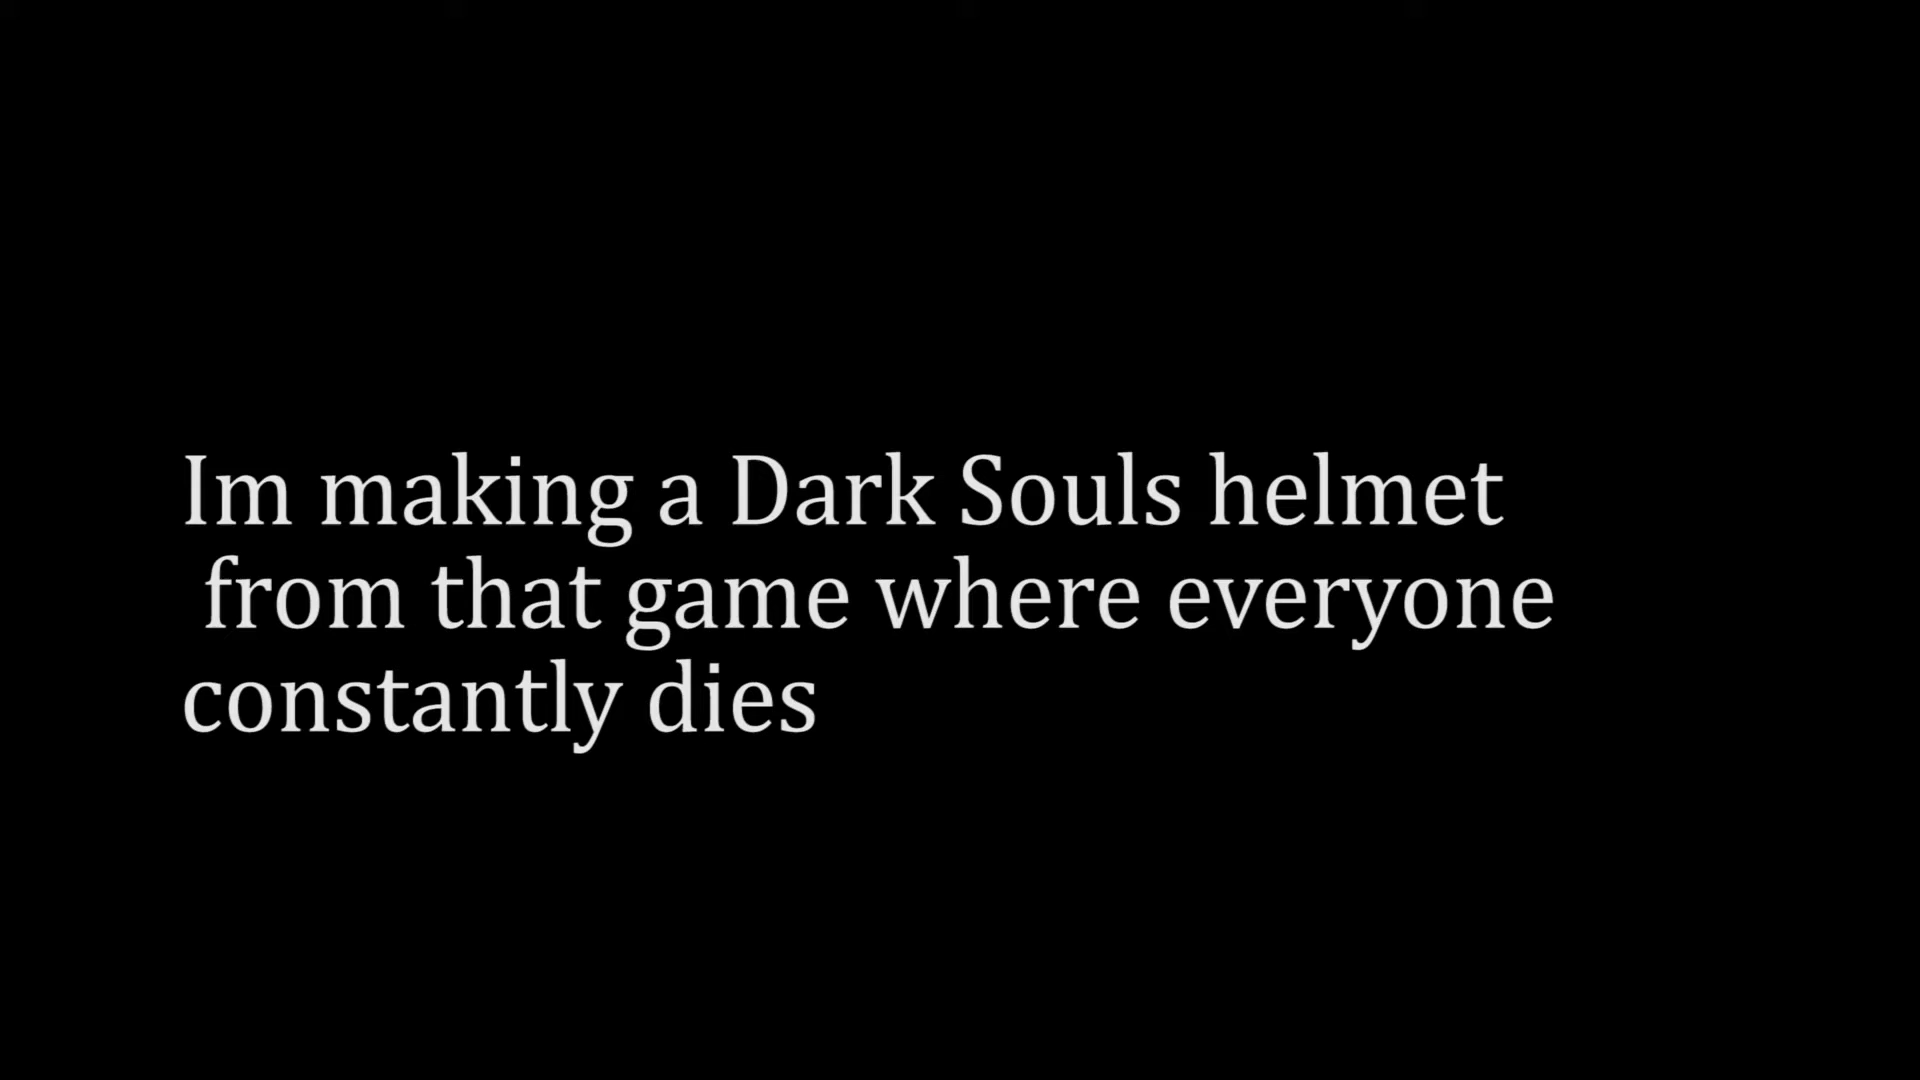 Im making a Dark Souls helmet
from that game where everyone
constantly dies